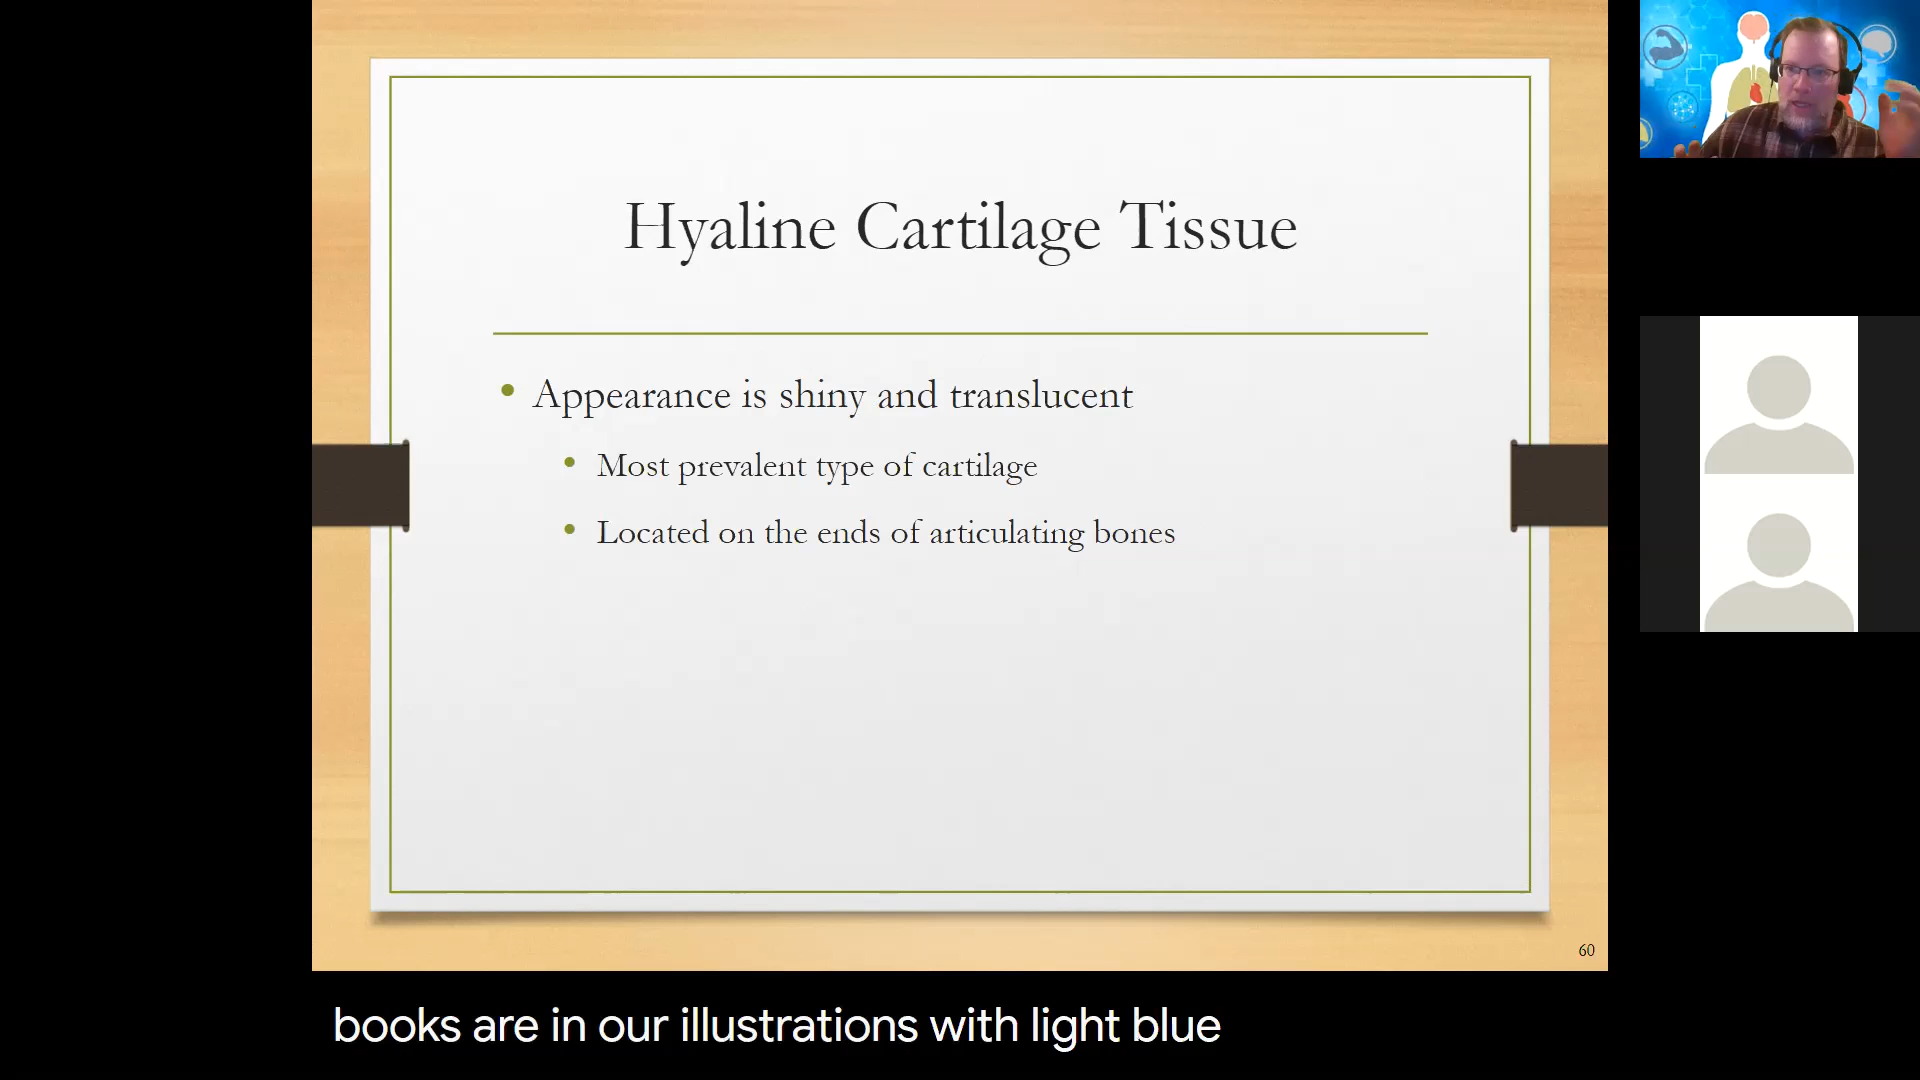 Hyaline Cartilage Tissue
• Appearance is shiny and translucent
• Most prevalent type of cartilage
• Located on the ends of articulating bones
60
books are in our illustrations with light blue